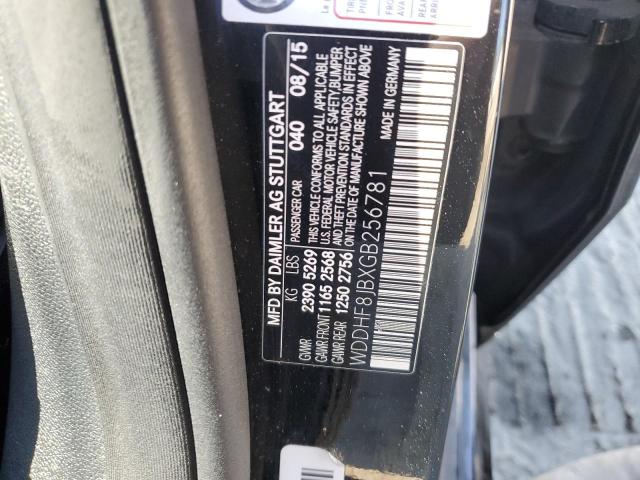 MFD BY DAIMLER AG STUTTGART
040 08/15
KG LBS PASSENGER CAR
GVWR 2390 5269 THIS VEHICLE CONFORMS TO ALL APPLICABLE
GAWR FRONT 1165 2568 U.S. FEDERAL MOTOR VEHICLE SAFETY,BUMPER
GAWR REAR 1250 2756 AND THEFT PREVENTION STANDARDS IN EFFECT
ON THE DATE OF MANUFACTURE SHOWN ABOVE
WDDHF8JBXGB256781 MADE IN GERMANY